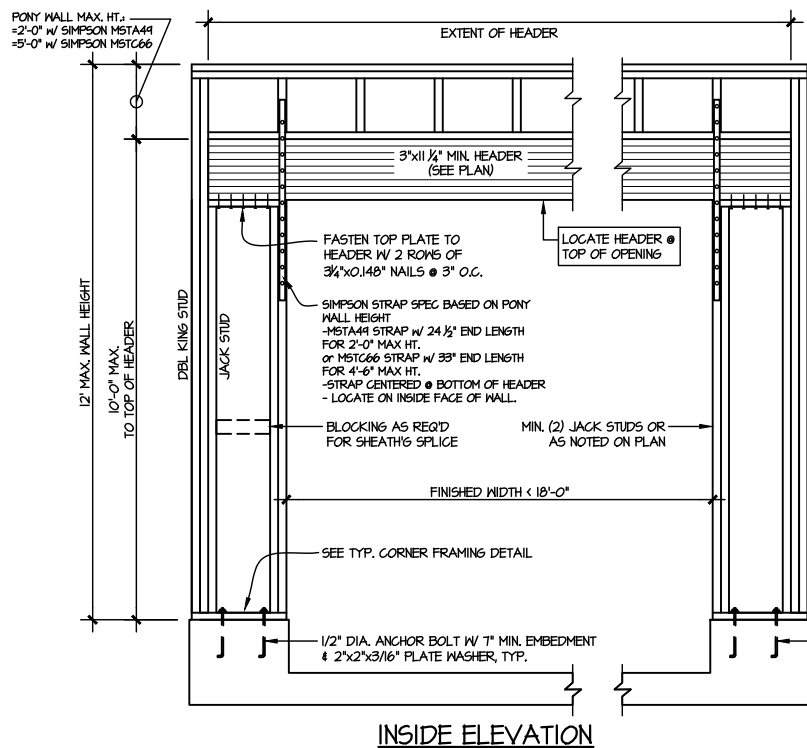 PONY WALL MAX. HT.:
=2'-0" W/ SIMPSON MSTA49
=5'-0" W/ SIMPSON MSTC66
EXTENT OF HEADER
3"x11 1/4" MIN. HEADER
(SEE PLAN)
FASTEN TOP PLATE TO
HEADER W/ 2 ROWS OF
3 1/4"x0.148" NAILS @ 3" O.C.
LOCATE HEADER @
TOP OF OPENING
SIMPSON STRAP SPEC BASED ON PONY
WALL HEIGHT
-MSTA49 STRAP W/ 24 1/2" END LENGTH
FOR 2'-0" MAX HT.
or MSTC66 STRAP W/ 33" END LENGTH
FOR 4'-6" MAX HT.
-STRAP CENTERED @ BOTTOM OF HEADER
- LOCATE ON INSIDE FACE OF WALL.
12' MAX. WALL HEIGHT
10'-0" MAX.
TO TOP OF HEADER
DBL KING STUD
JACK STUD
BLOCKING AS REQ'D
FOR SHEATH'G SPLICE
MIN. (2) JACK STUDS OR
AS NOTED ON PLAN
FINISHED WIDTH < 18'-0"
SEE TYP. CORNER FRAMING DETAIL
1/2" DIA. ANCHOR BOLT W/ 7" MIN. EMBEDMENT
& 2"x2"x3/16" PLATE WASHER, TYP.
INSIDE ELEVATION